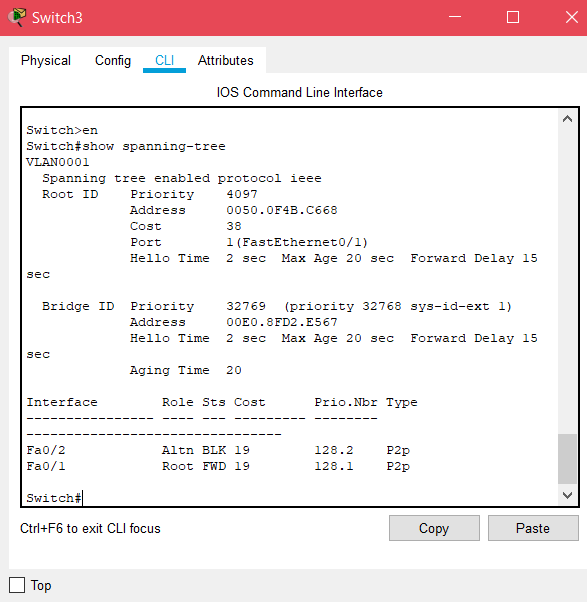 Switch3
Physical Config CLI Attributes
IOS Command Line Interface
Switch>en
Switch#show spanning-tree
VLAN0001
  Spanning tree enabled protocol ieee
  Root ID    Priority    4097
             Address     0050.0F4B.C668
             Cost        38
             Port        1(FastEthernet0/1)
             Hello Time  2 sec  Max Age 20 sec  Forward Delay 15
sec
  Bridge ID  Priority    32769  (priority 32768 sys-id-ext 1)
             Address     00E0.8FD2.E567
             Hello Time  2 sec  Max Age 20 sec  Forward Delay 15
sec
             Aging Time  20
Interface        Role Sts Cost      Prio.Nbr Type
---------------- ---- --- --------- --------
--------------------------------
Fa0/2            Altn BLK 19        128.2    P2p
Fa0/1            Root FWD 19        128.1    P2p
Switch#
Ctrl+F6 to exit CLI focus Copy Paste
Top